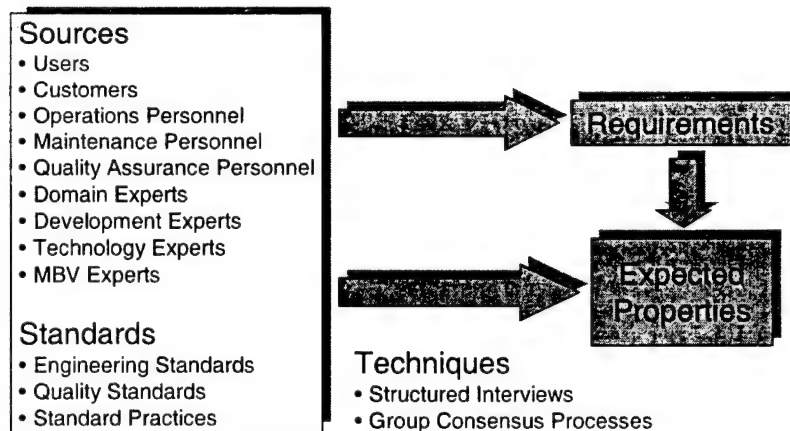 Sources
• Users
• Customers
• Operations Personnel
• Maintenance Personnel
• Quality Assurance Personnel
• Domain Experts
• Development Experts
• Technology Experts
• MBV Experts
Standards
• Engineering Standards
• Quality Standards
• Standard Practices
Requirements
Expected
Properties
Techniques
• Structured Interviews
• Group Consensus Processes